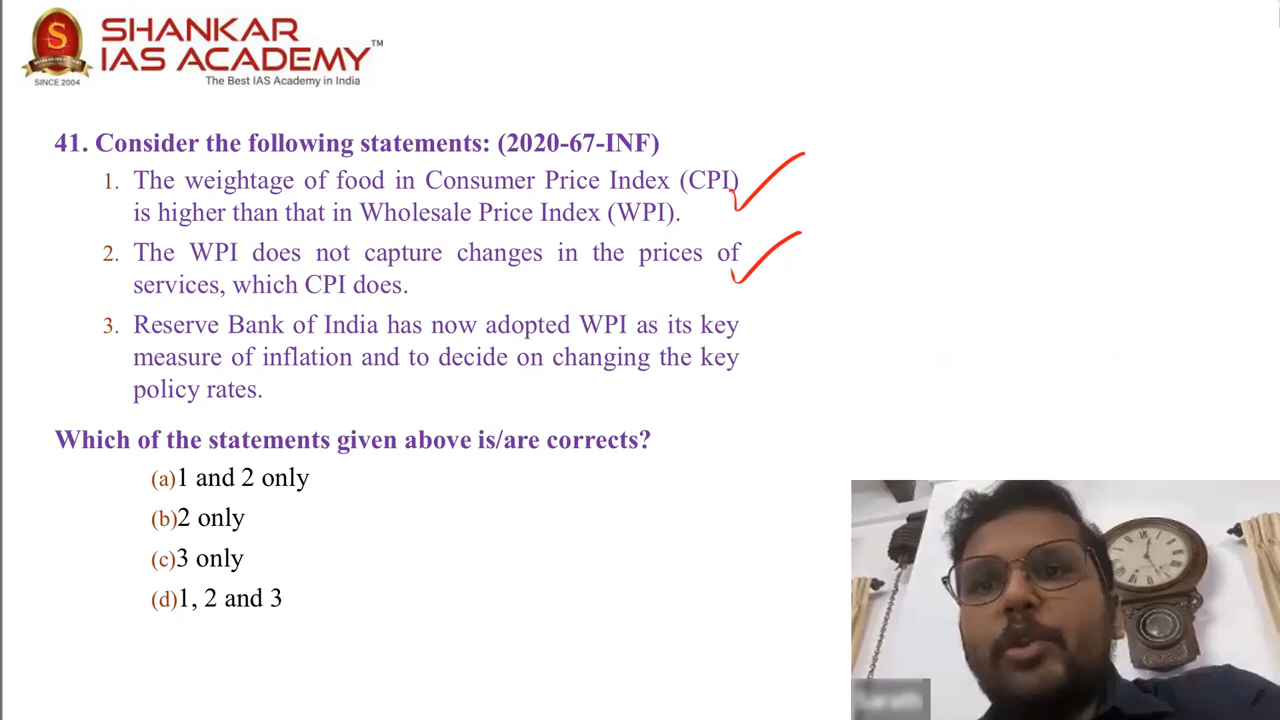 SHANKAR
IAS ACADEMY™
The Best IAS Academy in India
SINCE 2004
41. Consider the following statements: (2020-67-INF)
1. The weightage of food in Consumer Price Index (CPI)
is higher than that in Wholesale Price Index (WPI).
2. The WPI does not capture changes in the prices of
services, which CPI does.
3. Reserve Bank of India has now adopted WPI as its key
measure of inflation and to decide on changing the key
policy rates.
Which of the statements given above is/are corrects?
(a)1 and 2 only
(b)2 only
(c)3 only
(d)1, 2 and 3